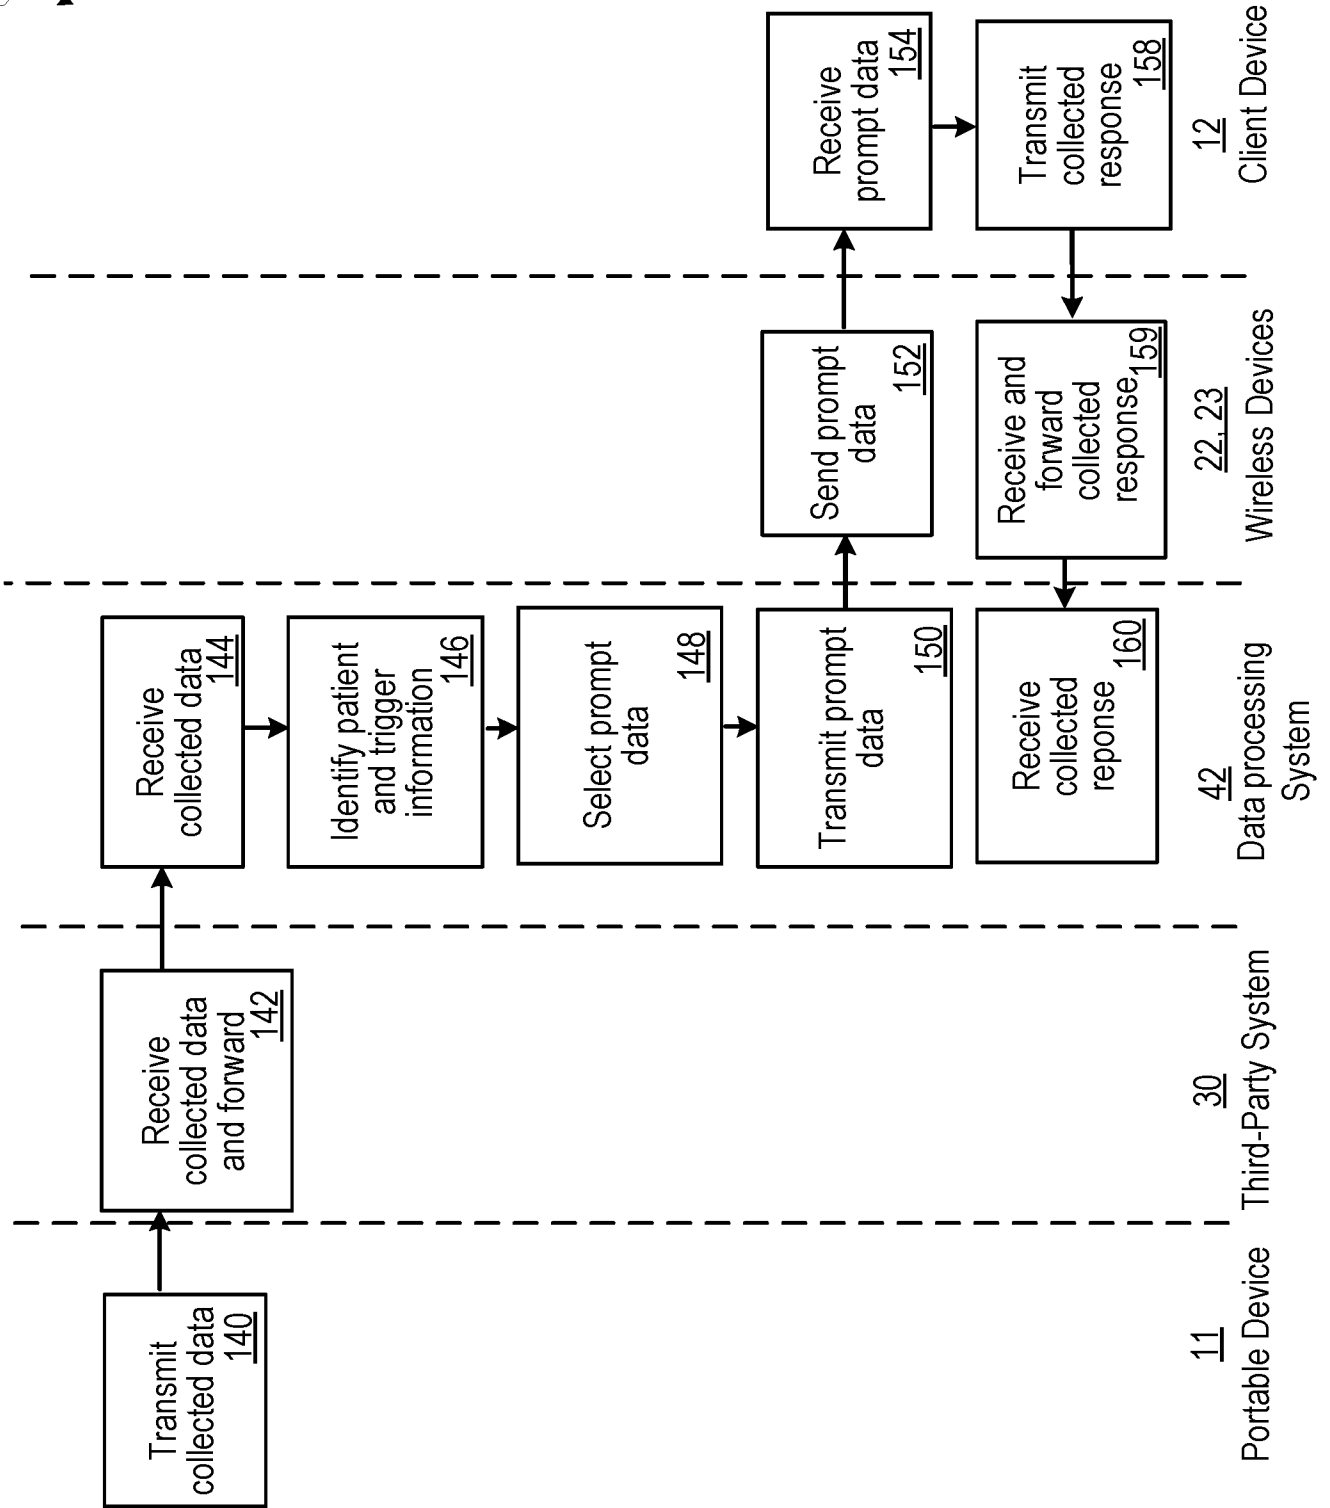 Transmit
collected data
140
Receive
collected data
and forward
142
Receive
collected data
144
Identify patient
and trigger
information
146
Select prompt
data
148
Transmit prompt
data
150
Send prompt
data
152
Receive
prompt data
154
Transmit
collected
response
158
Receive and
forward
collected
response
159
Receive
collected
reponse
160
11
Portable Device
30
Third-Party System
42
Data processing
System
22, 23
Wireless Devices
12
Client Device